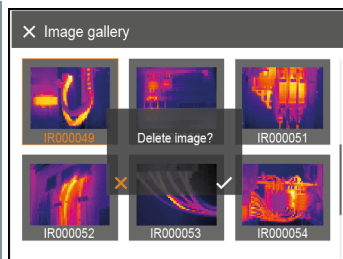 Image gallery
IR000049
Delete image?
IR000051
IR000052
IR000053
IR000054